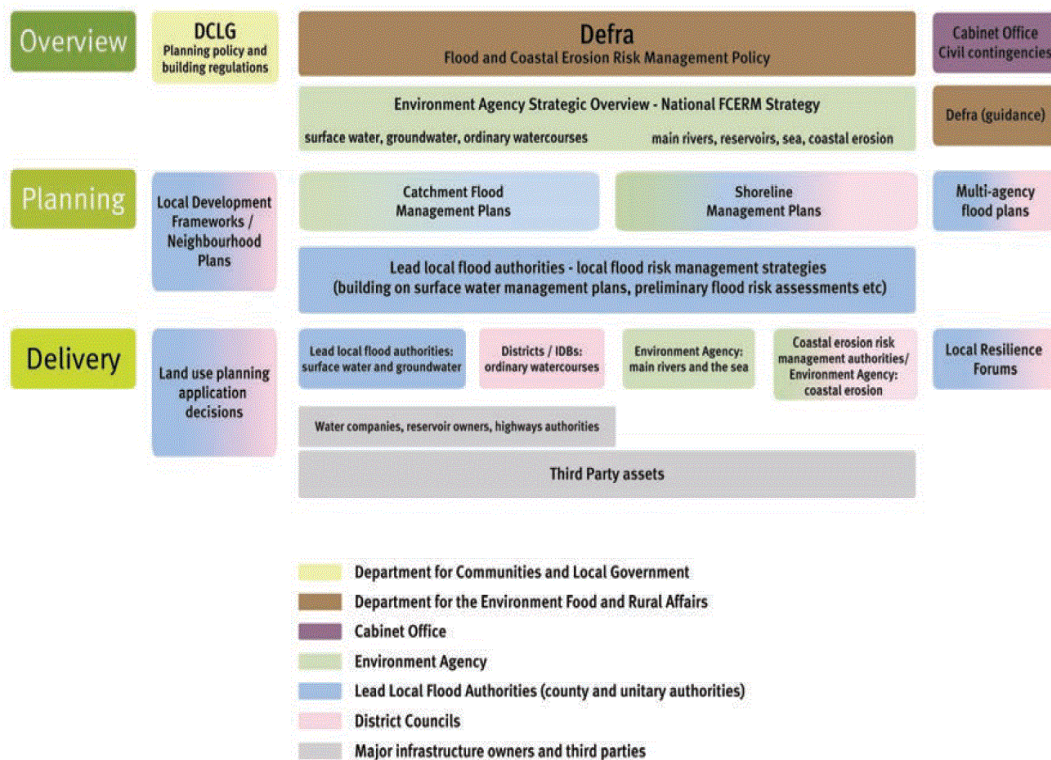 Overview
DCLG
Planning policy and
building regulations
Defra
Flood and Coastal Erosion Risk Management Policy
Cabinet Office
Civil contingencies
Environment Agency Strategic Overview - National FCERM Strategy
surface water, groundwater, ordinary watercourses
main rivers, reservoirs, sea, coastal erosion
Defra (guidance)
Planning
Local Development
Frameworks /
Neighbourhood
Plans
Catchment Flood
Management Plans
Shoreline
Management Plans
Multi-agency
flood plans
Lead local flood authorities - local flood risk management strategies
(building on surface water management plans, preliminary flood risk assessments etc)
Delivery
Land use planning
application
decisions
Lead local flood authorities:
surface water and groundwater
Districts / IDBs:
ordinary watercourses
Environment Agency:
main rivers and the sea
Coastal erosion risk
management authorities/
Environment Agency:
coastal erosion
Local Resilience
Forums
Water companies, reservoir owners, highways authorities
Third Party assets
Department for Communities and Local Government
Department for the Environment Food and Rural Affairs
Cabinet Office
Environment Agency
Lead Local Flood Authorities (county and unitary authorities)
District Councils
Major infrastructure owners and third parties